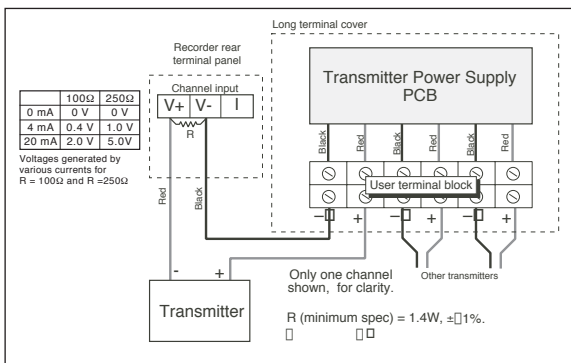 Long terminal cover
Recorder rear
terminal panel
Transmitter Power Supply
PCB
Channel input
V+ V- I
R
100Ω 250Ω
0 mA 0 V 0 V
4 mA 0.4 V 1.0 V
20 mA 2.0 V 5.0V
Voltages generated by
various currents for
R = 100Ω and R =250Ω
Black Red Black Red Black Red
User terminal block
Red Black
− + − + − +
- +
Transmitter
Only one channel
shown, for clarity.
Other transmitters
R (minimum spec) = 1.4W, ±1%.